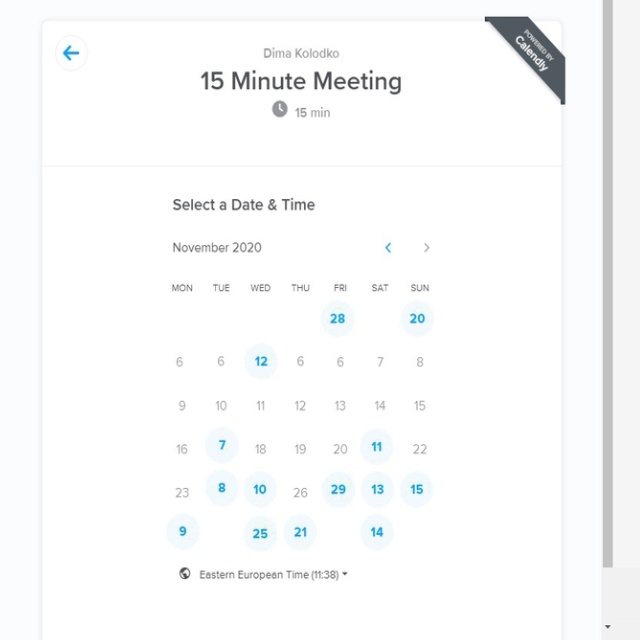 Dima Kolodko
POWERED BY
Calendly
15 Minute Meeting
15 min
Select a Date & Time
November 2020
MON TUE WED THU FRI SAT SUN
28 20
6 6 12 6 6 7 8
9 10 11 12 13 14 15
16 7 18 19 20 11 22
23 8 10 26 29 13 15
9 25 21 14
Eastern European Time (11:38)